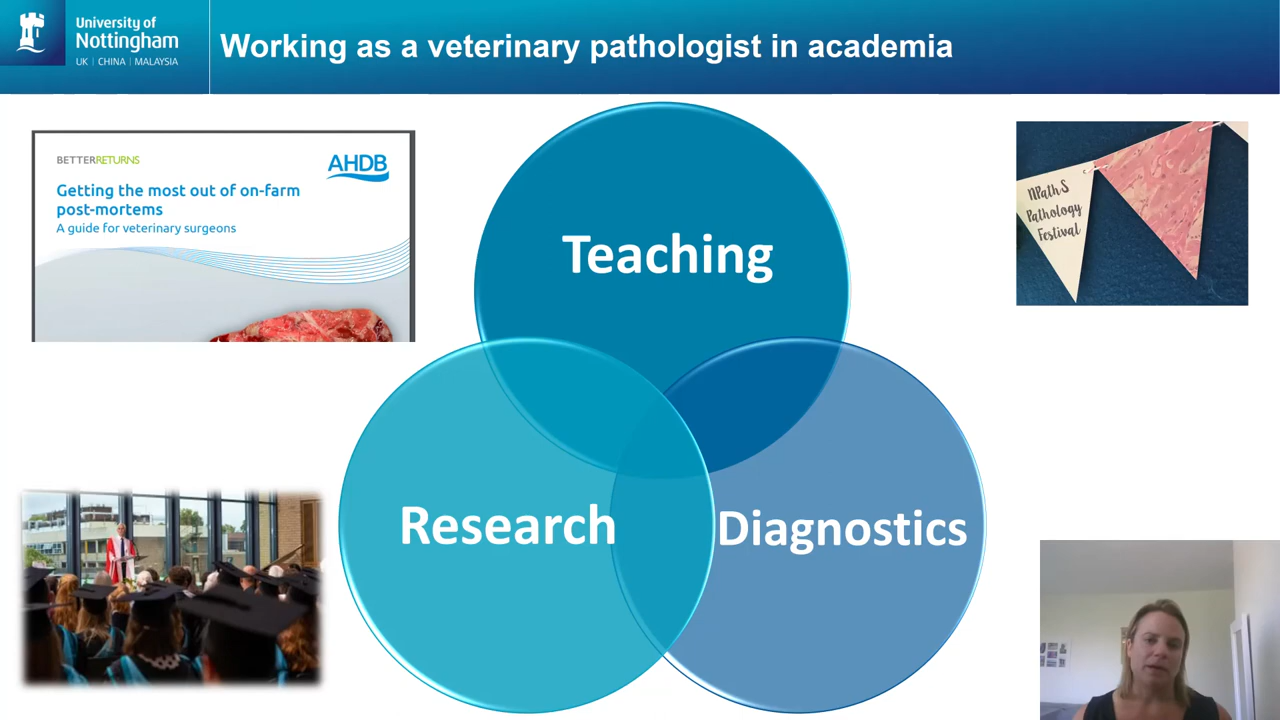 University of
Nottingham
UK | CHINA | MALAYSIA
Working as a veterinary pathologist in academia
BETTERRETURNS
AHDB
Getting the most out of on-farm
post-mortems
A guide for veterinary surgeons
Teaching
NPathS
Pathology
Festival
Research
Diagnostics